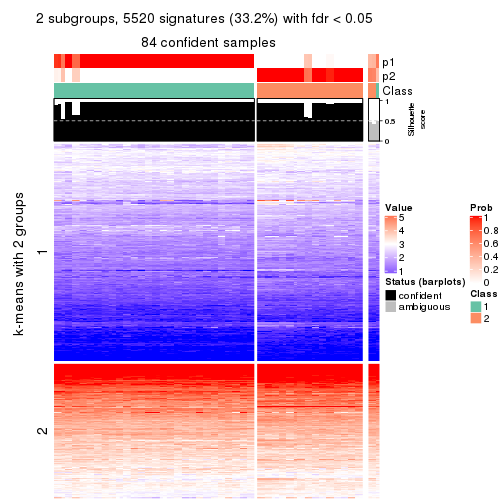 2 subgroups, 5520 signatures (33.2%) with fdr < 0.05
84 confident samples
p1
p2
Class
1
0.5
0
Silhouette
score
k-means with 2 groups
1
2
Value
5
4
3
2
1
Status (barplots)
confident
ambiguous
Prob
1
0.8
0.6
0.4
0.2
0
Class
1
2